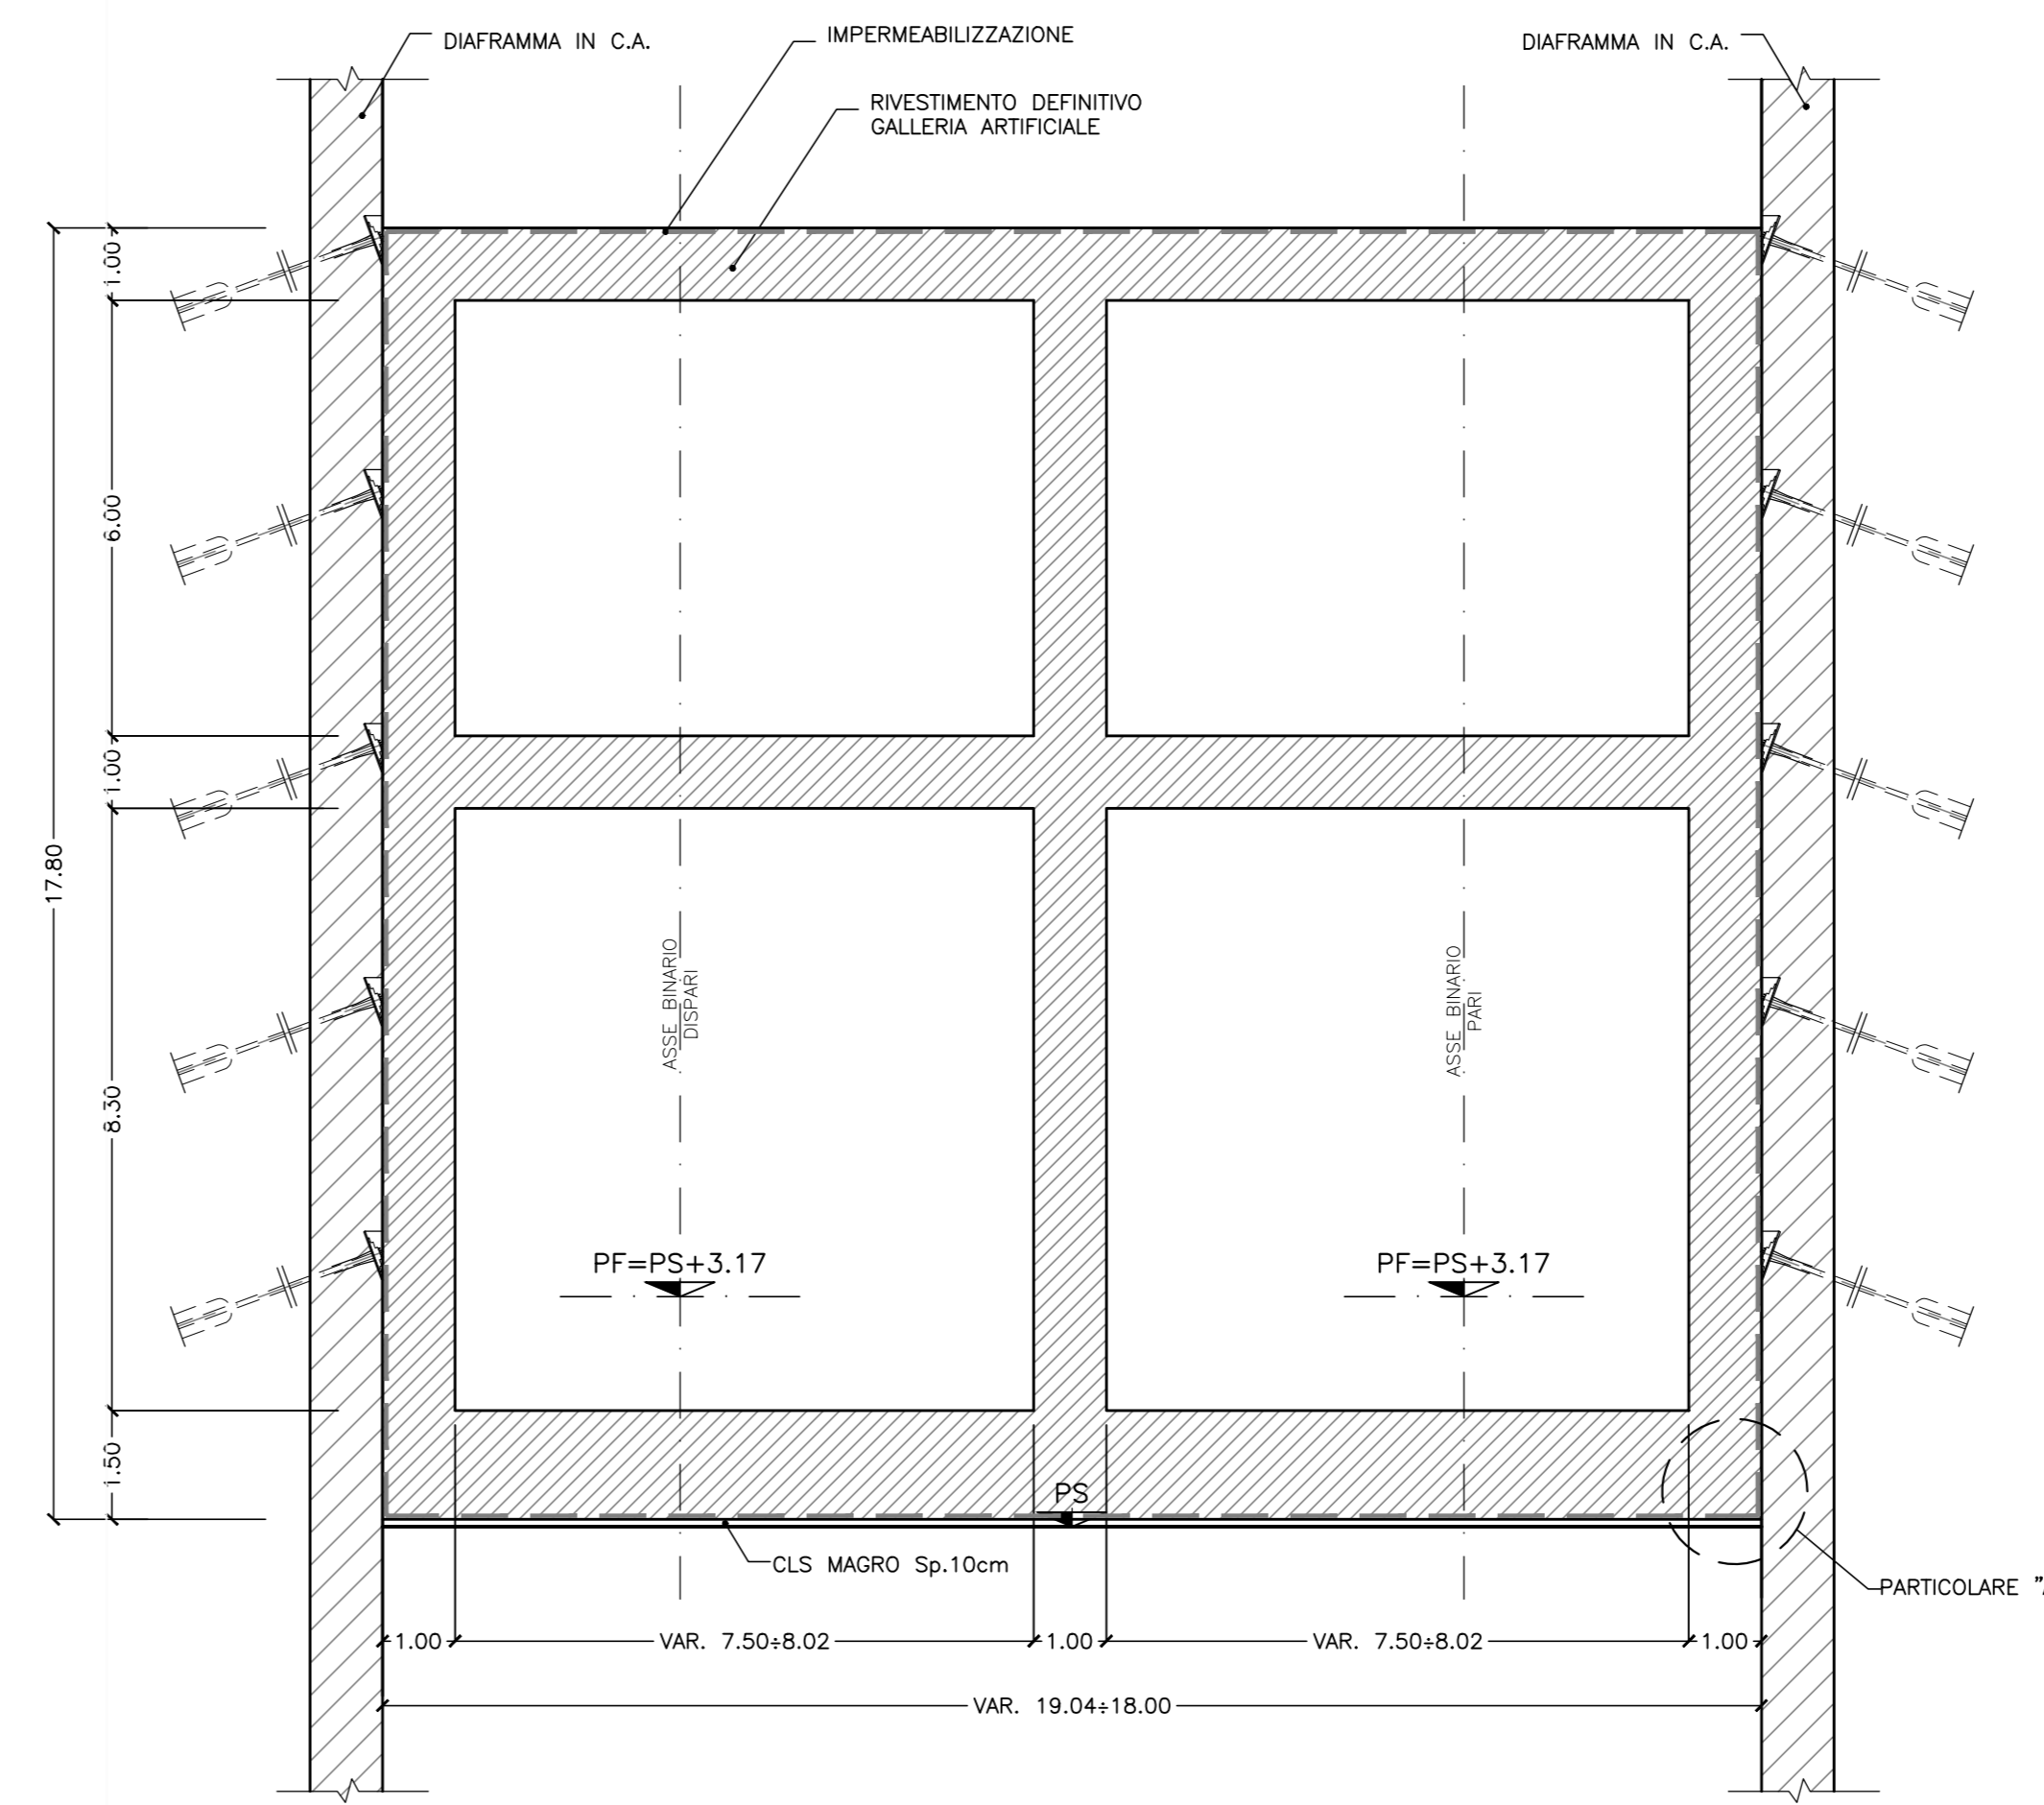 DIAFRAMMA IN C.A.
IMPERMEABILIZZAZIONE
DIAFRAMMA IN C.A.
RIVESTIMENTO DEFINITIVO
GALLERIA ARTIFICIALE
1.00
6.00
1.00
17.80
8.30
1.50
ASSE BINARIO
DISPARI
ASSE BINARIO
PARI
PF=PS+3.17
PF=PS+3.17
PS
CLS MAGRO Sp.10cm
PARTICOLARE "
1.00
VAR. 7.50÷8.02
1.00
VAR. 7.50÷8.02
1.00
VAR. 19.04÷18.00